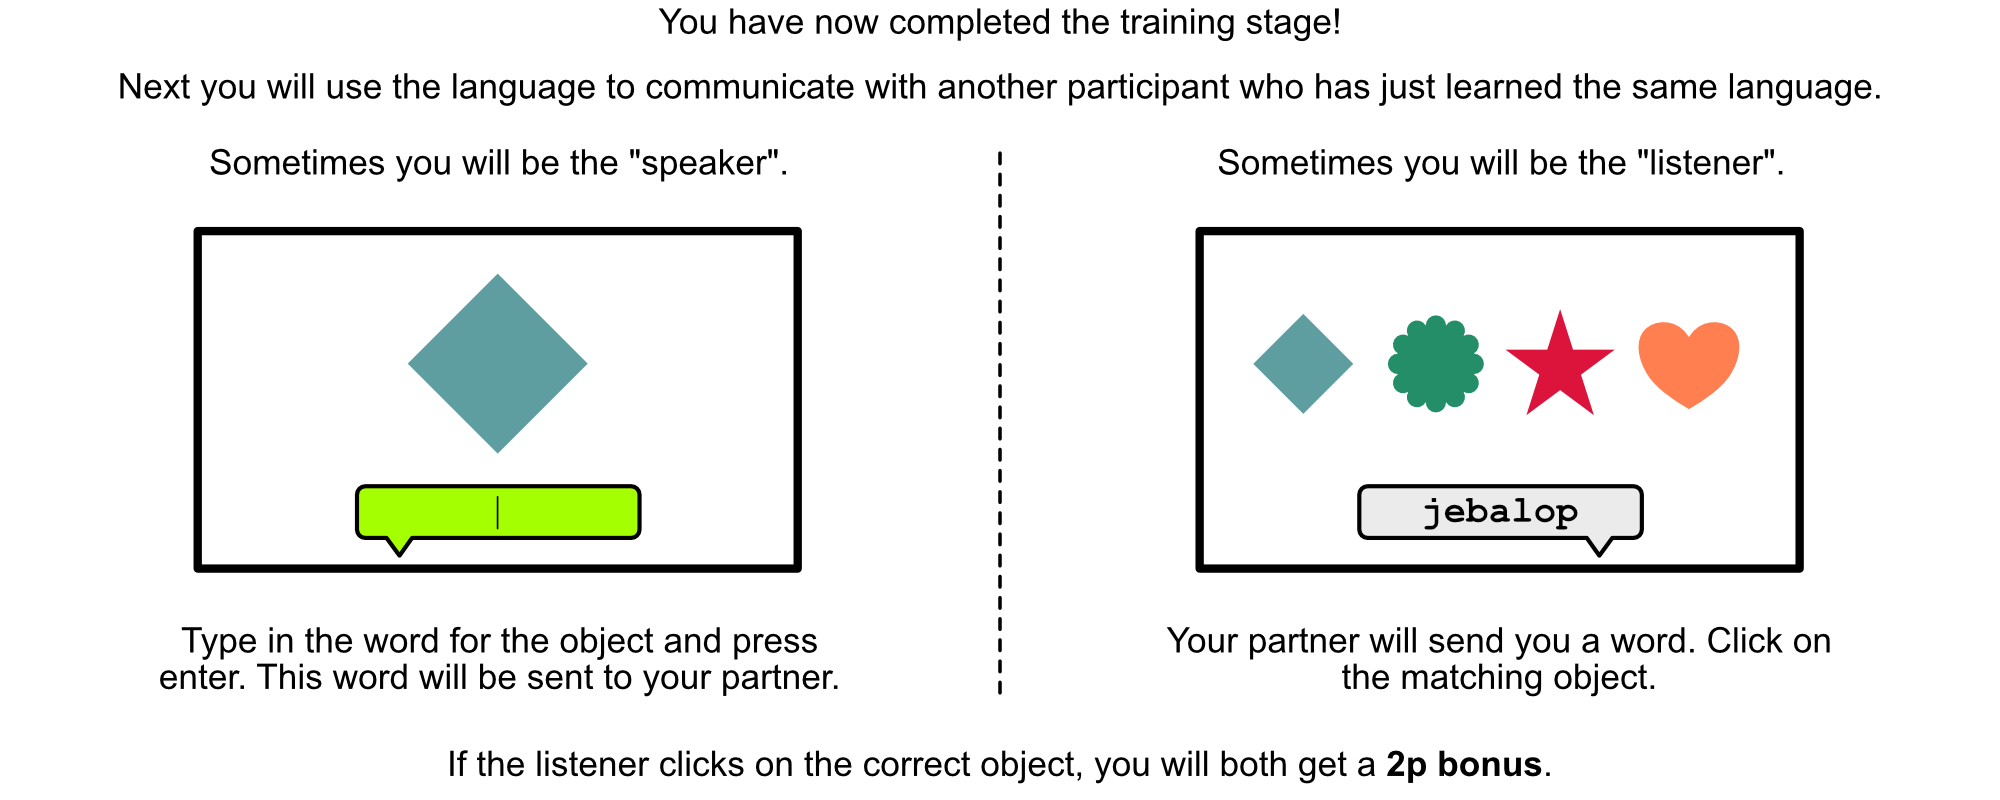 You have now completed the training stage!
Next you will use the language to communicate with another participant who has just learned the same language.
Sometimes you will be the "speaker".
Type in the word for the object and press
enter. This word will be sent to your partner.
Sometimes you will be the "listener".
jebalop
Your partner will send you a word. Click on
the matching object.
If the listener clicks on the correct object, you will both get a 2p bonus.